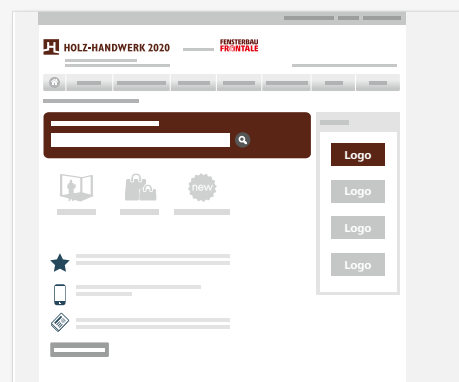 HOLZ-HANDWERK 2020
FENSTERBAU
FRONTALE
new
Logo
Logo
Logo
Logo